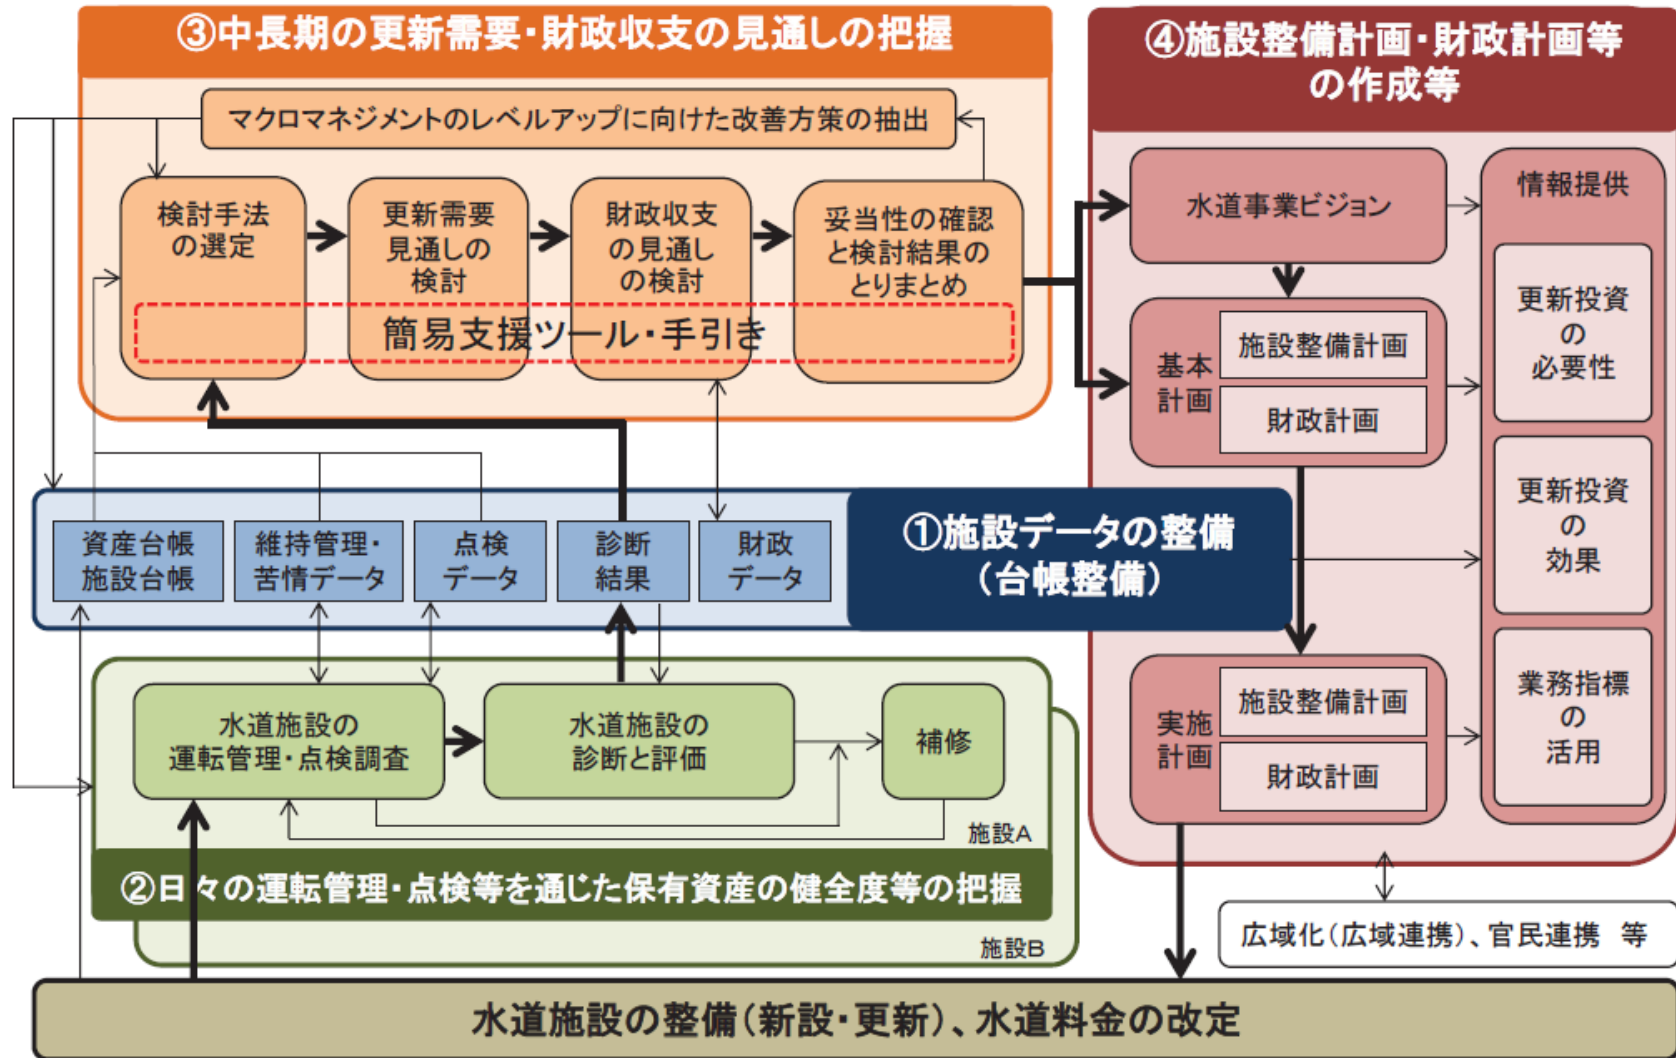 ③中長期の更新需要・財政収支の見通しの把握
マクロマネジメントのレベルアップに向けた改善方策の抽出
検討手法
の選定
更新需要
見通しの
検討
財政収支
の見通し
の検討
妥当性の確認
と検討結果の
とりまとめ
簡易支援ツール・手引き
④施設整備計画・財政計画等
の作成等
水道事業ビジョン
基本
計画
施設整備計画
財政計画
実施
計画
施設整備計画
財政計画
情報提供
更新投資
の
必要性
更新投資
の
効果
業務指標
の
活用
資産台帳
施設台帳
維持管理・
苦情データ
点検
データ
診断
結果
財政
データ
①施設データの整備
（台帳整備）
水道施設の
運転管理・点検調査
水道施設の
診断と評価
補修
施設A
②日々の運転管理・点検等を通じた保有資産の健全度等の把握
施設B
広域化（広域連携）、官民連携 等
水道施設の整備（新設・更新）、水道料金の改定